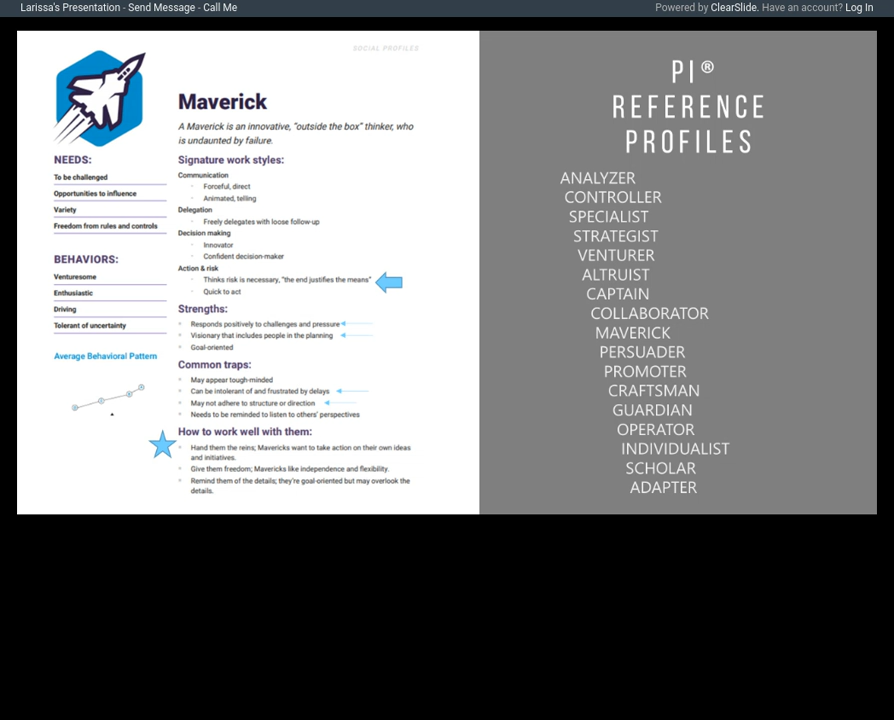 Larissa's Presentation - Send Message - Call Me
Powered by ClearSlide. Have an account? Log In
SOCIAL PROFILES
Maverick
A Maverick is an innovative, "outside the box" thinker, who
is undaunted by failure.
NEEDS:
To be challenged
Opportunities to influence
Variety
Freedom from rules and controls
BEHAVIORS:
Venturesome
Enthusiastic
Driving
Tolerant of uncertainty
Average Behavioral Pattern
Signature work styles:
Communication
Forceful, direct
Animated, telling
Delegation
Freely delegates with loose follow-up
Decision making
Innovator
Confident decision-maker
Action & risk
Thinks risk is necessary, "the end justifies the means"
Quick to act
Strengths:
Responds positively to challenges and pressure
Visionary that includes people in the planning
Goal-oriented
Common traps:
May appear tough-minded
Can be intolerant of and frustrated by delays
May not adhere to structure or direction
Needs to be reminded to listen to others' perspectives
How to work well with them:
Hand them the reins; Mavericks want to take action on their own ideas
and initiatives.
Give them freedom; Mavericks like independence and flexibility.
Remind them of the details; they're goal-oriented but may overlook the
details.
PI®
REFERENCE
PROFILES
ANALYZER
CONTROLLER
SPECIALIST
STRATEGIST
VENTURER
ALTRUIST
CAPTAIN
COLLABORATOR
MAVERICK
PERSUADER
PROMOTER
CRAFTSMAN
GUARDIAN
OPERATOR
INDIVIDUALIST
SCHOLAR
ADAPTER